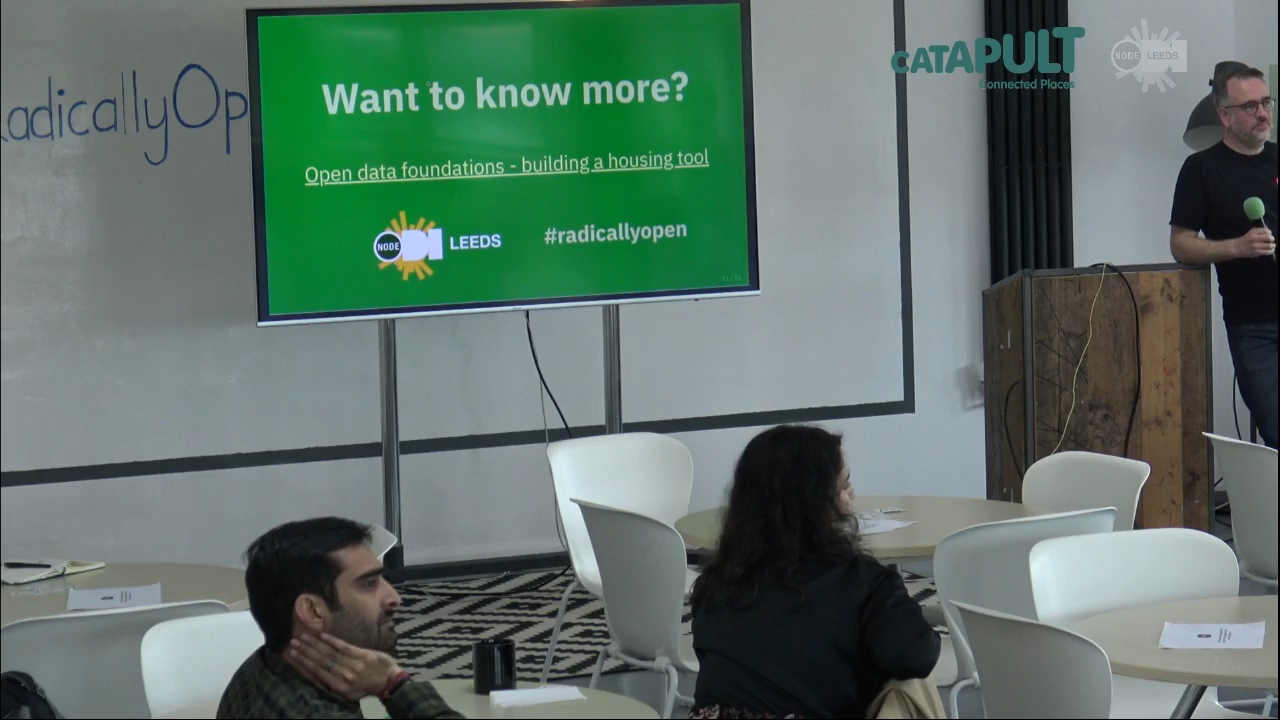 CATAPULT
Connected Places
NODE LEEDS
RadicallyOp
Want to know more?
Open data foundations - building a housing tool
NODE
LEEDS
#radicallyopen